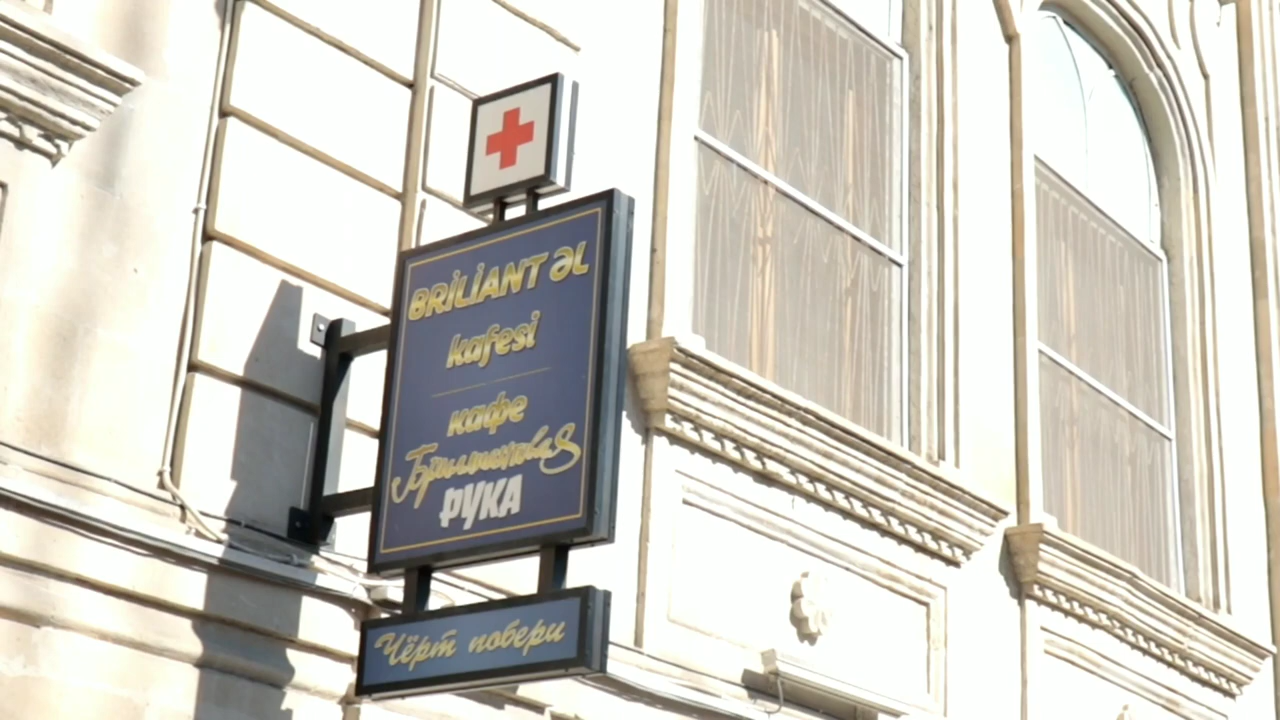 BRİLİANT ƏL
kafesi
кафе
Бриллиантовая
РУКА
Чёрт побери